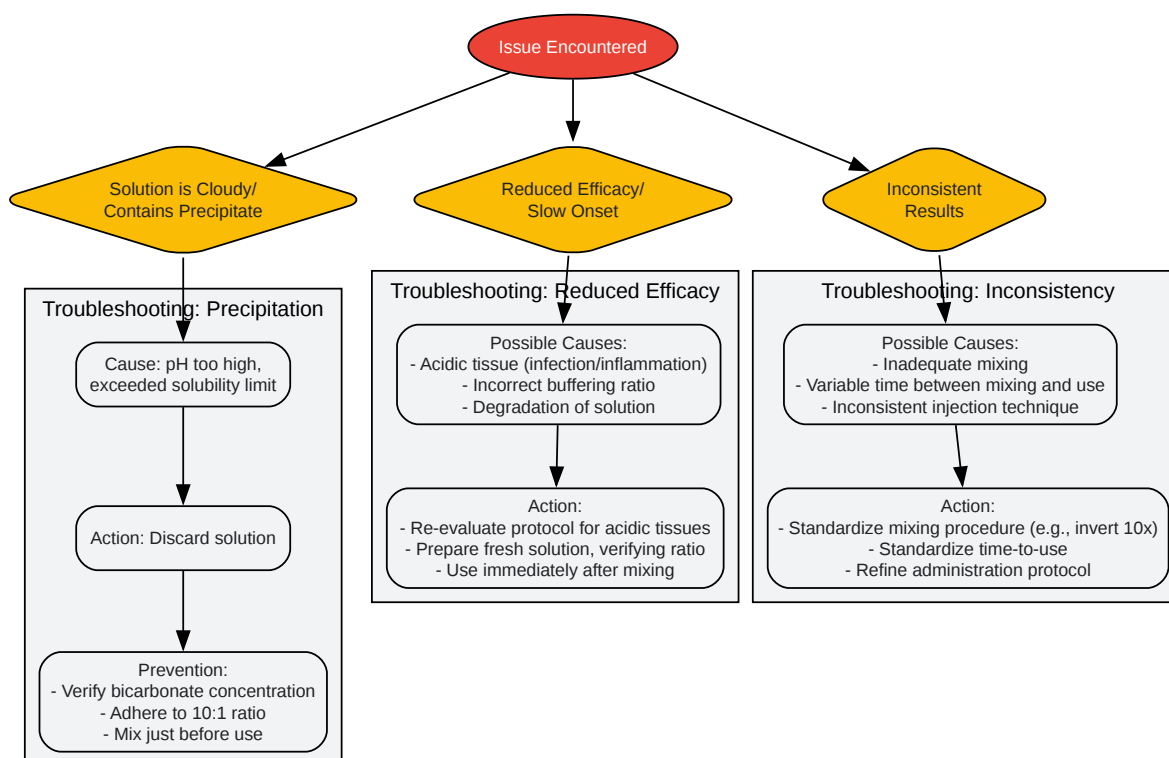 Issue Encountered
Solution is Cloudy/
Contains Precipitate
Reduced Efficacy/
Slow Onset
Inconsistent
Results
Troubleshooting: Precipitation
Cause: pH too high,
exceeded solubility limit
Action: Discard solution
Prevention:
- Verify bicarbonate concentration
- Adhere to 10:1 ratio
- Mix just before use
Troubleshooting: Reduced Efficacy
Possible Causes:
- Acidic tissue (infection/inflammation)
- Incorrect buffering ratio
- Degradation of solution
Action:
- Re-evaluate protocol for acidic tissues
- Prepare fresh solution, verifying ratio
- Use immediately after mixing
Troubleshooting: Inconsistency
Possible Causes:
- Inadequate mixing
- Variable time between mixing and use
- Inconsistent injection technique
Action:
- Standardize mixing procedure (e.g., invert 10x)
- Standardize time-to-use
- Refine administration protocol